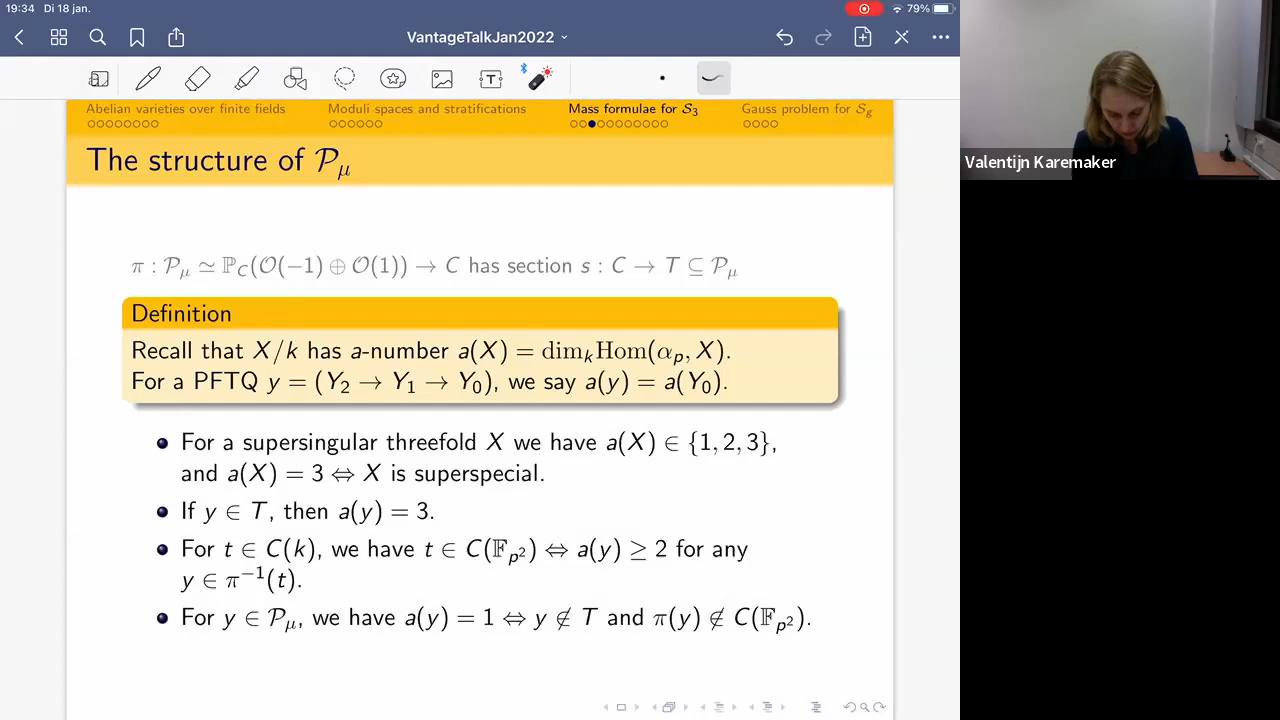 19:34 Di 18 jan.
79%
VantageTalkJan2022
Abelian varieties over finite fields
Moduli spaces and stratifications
Mass formulae for 𝒮₃
Gauss problem for 𝒮_g
The structure of 𝒫_μ
π : 𝒫_μ ≃ ℙ_C(𝒪(−1) ⊕ 𝒪(1)) → C has section s : C → T ⊆ 𝒫_μ
Definition
Recall that X/k has a-number a(X) = dim_k Hom(α_p, X).
For a PFTQ y = (Y₂ → Y₁ → Y₀), we say a(y) = a(Y₀).
• For a supersingular threefold X we have a(X) ∈ {1, 2, 3},
and a(X) = 3 ⇔ X is superspecial.
• If y ∈ T, then a(y) = 3.
• For t ∈ C(k), we have t ∈ C(𝔽_{p²}) ⇔ a(y) ≥ 2 for any
y ∈ π⁻¹(t).
• For y ∈ 𝒫_μ, we have a(y) = 1 ⇔ y ∉ T and π(y) ∉ C(𝔽_{p²}).
Valentijn Karemaker